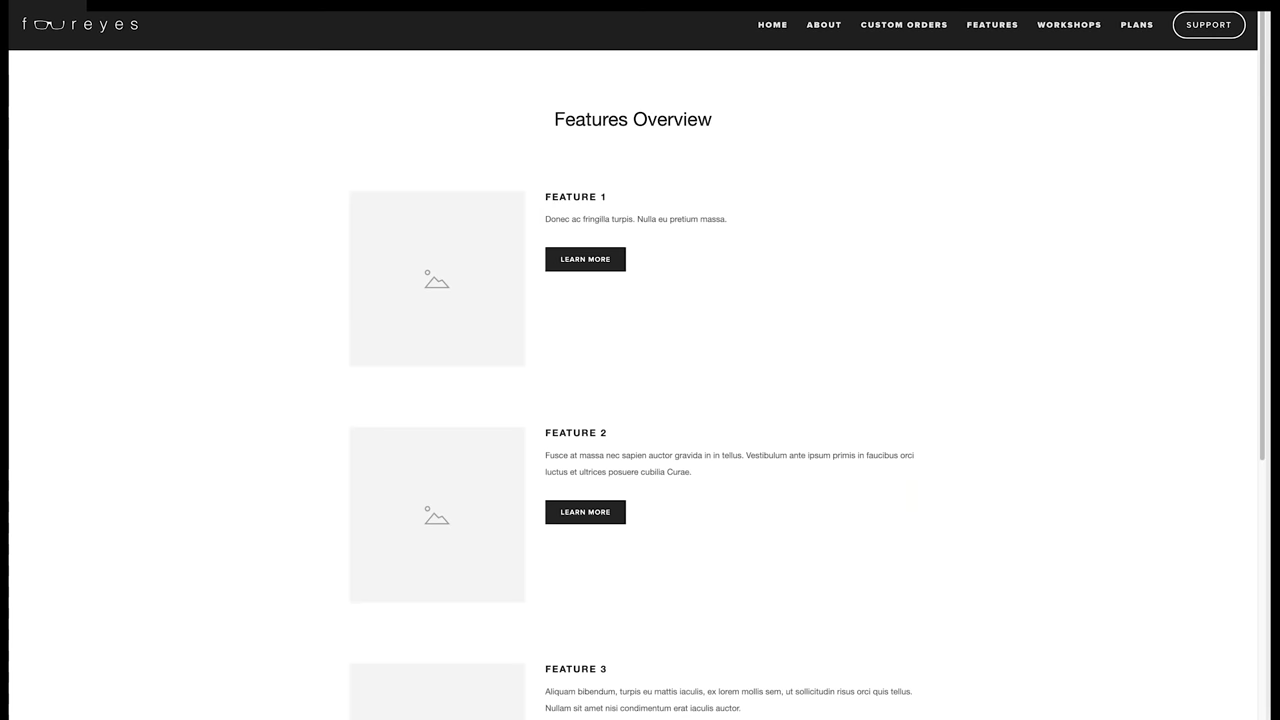 foureyes
HOME ABOUT CUSTOM ORDERS FEATURES WORKSHOPS PLANS SUPPORT
Features Overview
FEATURE 1
Donec ac fringilla turpis. Nulla eu pretium massa.
LEARN MORE
FEATURE 2
Fusce at massa nec sapien auctor gravida in in tellus. Vestibulum ante ipsum primis in faucibus orci
luctus et ultrices posuere cubilia Curae.
LEARN MORE
FEATURE 3
Aliquam bibendum, turpis eu mattis iaculis, ex lorem mollis sem, ut sollicitudin risus orci quis tellus.
Nullam sit amet nisi condimentum erat iaculis auctor.